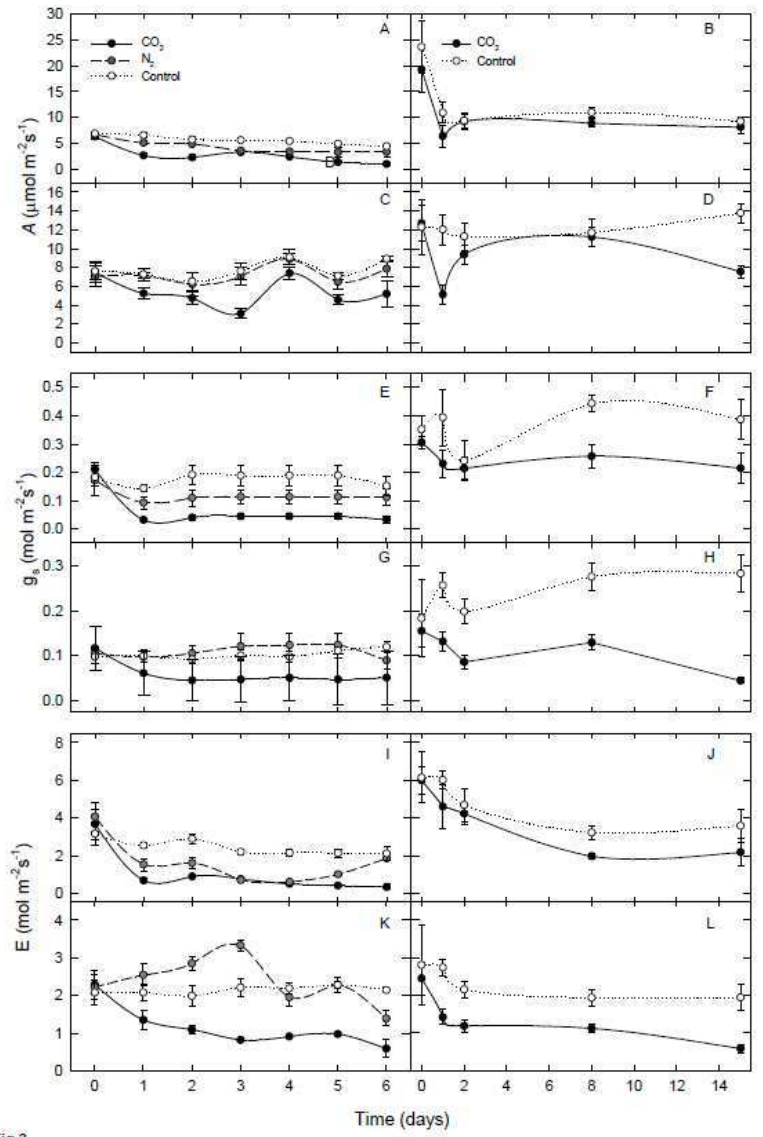 A
B
CO2
N2
Control
CO2
Control
30
25
20
15
10
5
0
A (μmol m-2s-1)
C
D
16
14
12
10
8
6
4
2
0
E
F
0.5
0.4
0.3
0.2
0.1
0.0
gs (mol m-2s-1)
G
H
0.3
0.2
0.1
0.0
I
J
8
6
4
2
0
E (mol m-2s-1)
K
L
4
3
2
1
0
0 1 2 3 4 5 6
0 2 4 6 8 10 12 14
Time (days)